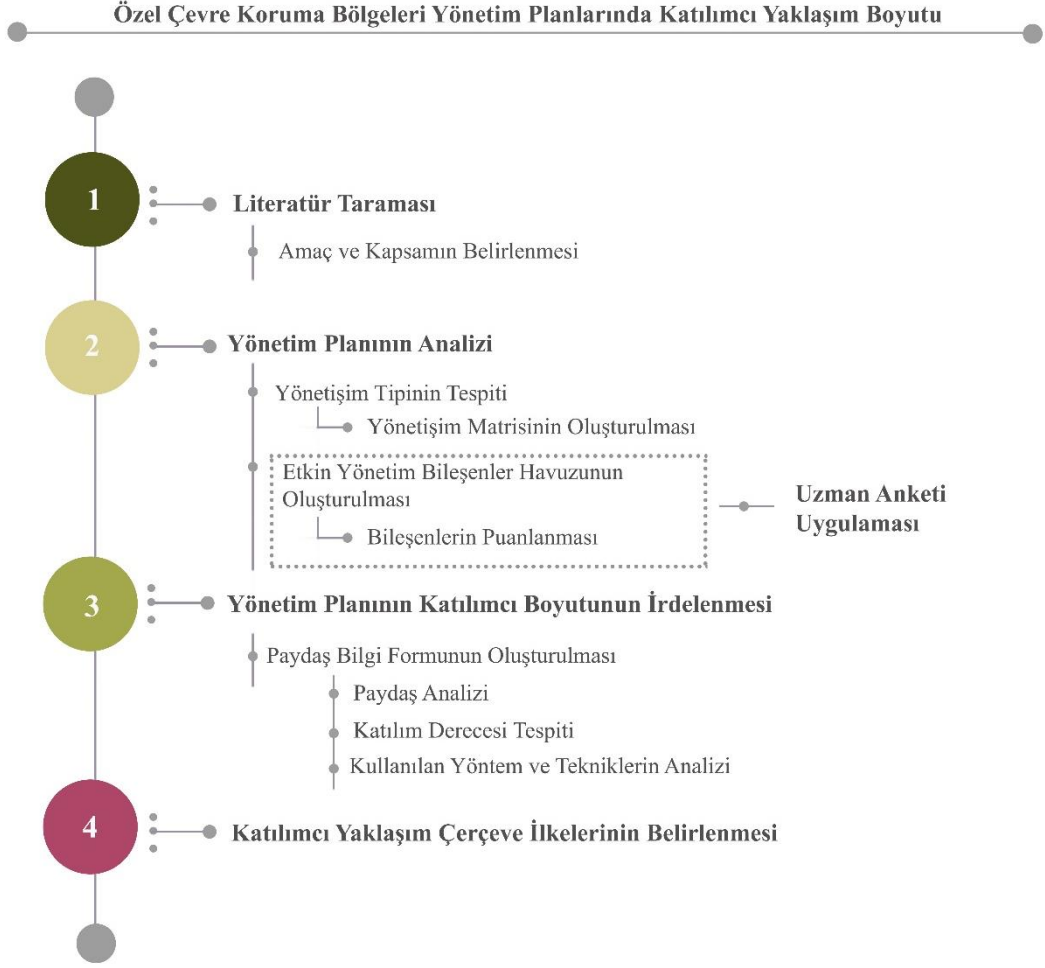 Özel Çevre Koruma Bölgeleri Yönetim Planlarında Katılımcı Yaklaşım Boyutu
1
Literatür Taraması
Amaç ve Kapsamın Belirlenmesi
2
Yönetim Planının Analizi
Yönetişim Tipinin Tespiti
Yönetişim Matrisinin Oluşturulması
Etkin Yönetim Bileşenler Havuzunun
Oluşturulması
Bileşenlerin Puanlanması
Uzman Anketi
Uygulaması
3
Yönetim Planının Katılımcı Boyutunun İrdelenmesi
Paydaş Bilgi Formunun Oluşturulması
Paydaş Analizi
Katılım Derecesi Tespiti
Kullanılan Yöntem ve Tekniklerin Analizi
4
Katılımcı Yaklaşım Çerçeve İlkelerinin Belirlenmesi